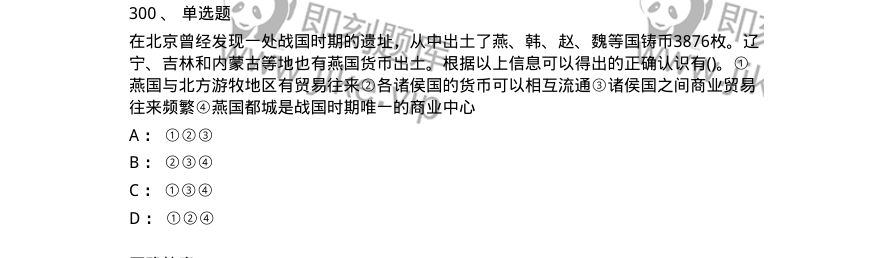 300 、 单选题
在北京曾经发现一处战国时期的遗址，从中出土了燕、韩、赵、魏等国铸币3876枚。辽
宁、吉林和内蒙古等地也有燕国货币出土。根据以上信息可以得出的正确认识有()。①
燕国与北方游牧地区有贸易往来②各诸侯国的货币可以相互流通③诸侯国之间商业贸易
往来频繁④燕国都城是战国时期唯一的商业中心
A： ①②③
B： ②③④
C： ①③④
D： ①②④